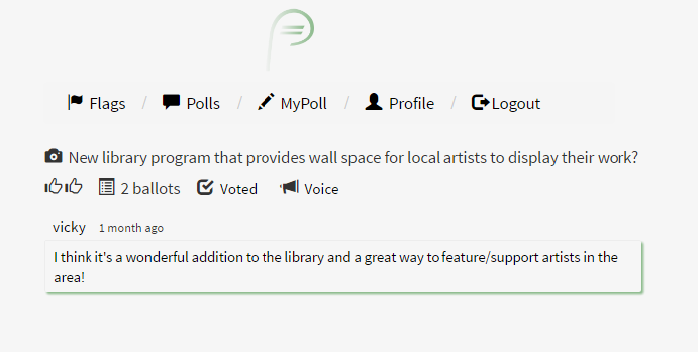 Flags / Polls / MyPoll / Profile / Logout
New library program that provides wall space for local artists to display their work?
2 ballots Voted Voice
vicky 1 month ago
I think it's a wonderful addition to the library and a great way to feature/support artists in the
area!